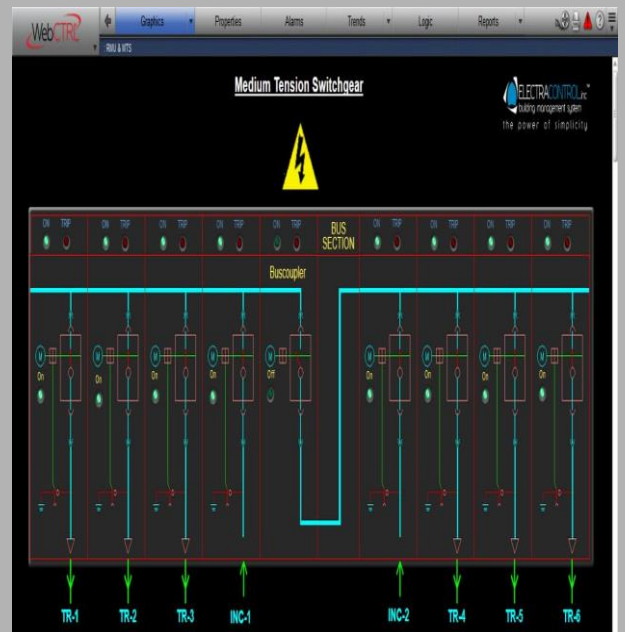 WebCTRL
Graphics Properties Alarms Trends Logic Reports
RMU & MTS
Medium Tension Switchgear
ELECTRACONTROL.inc™
building management system
the power of simplicity
ON TRIP ON TRIP ON TRIP ON TRIP ON TRIP BUS SECTION ON TRIP ON TRIP ON TRIP ON TRIP
Buscoupler
M M M M M M M M M
On On On On Off On On On On
TR-1 TR-2 TR-3 INC-1 INC-2 TR-4 TR-5 TR-6